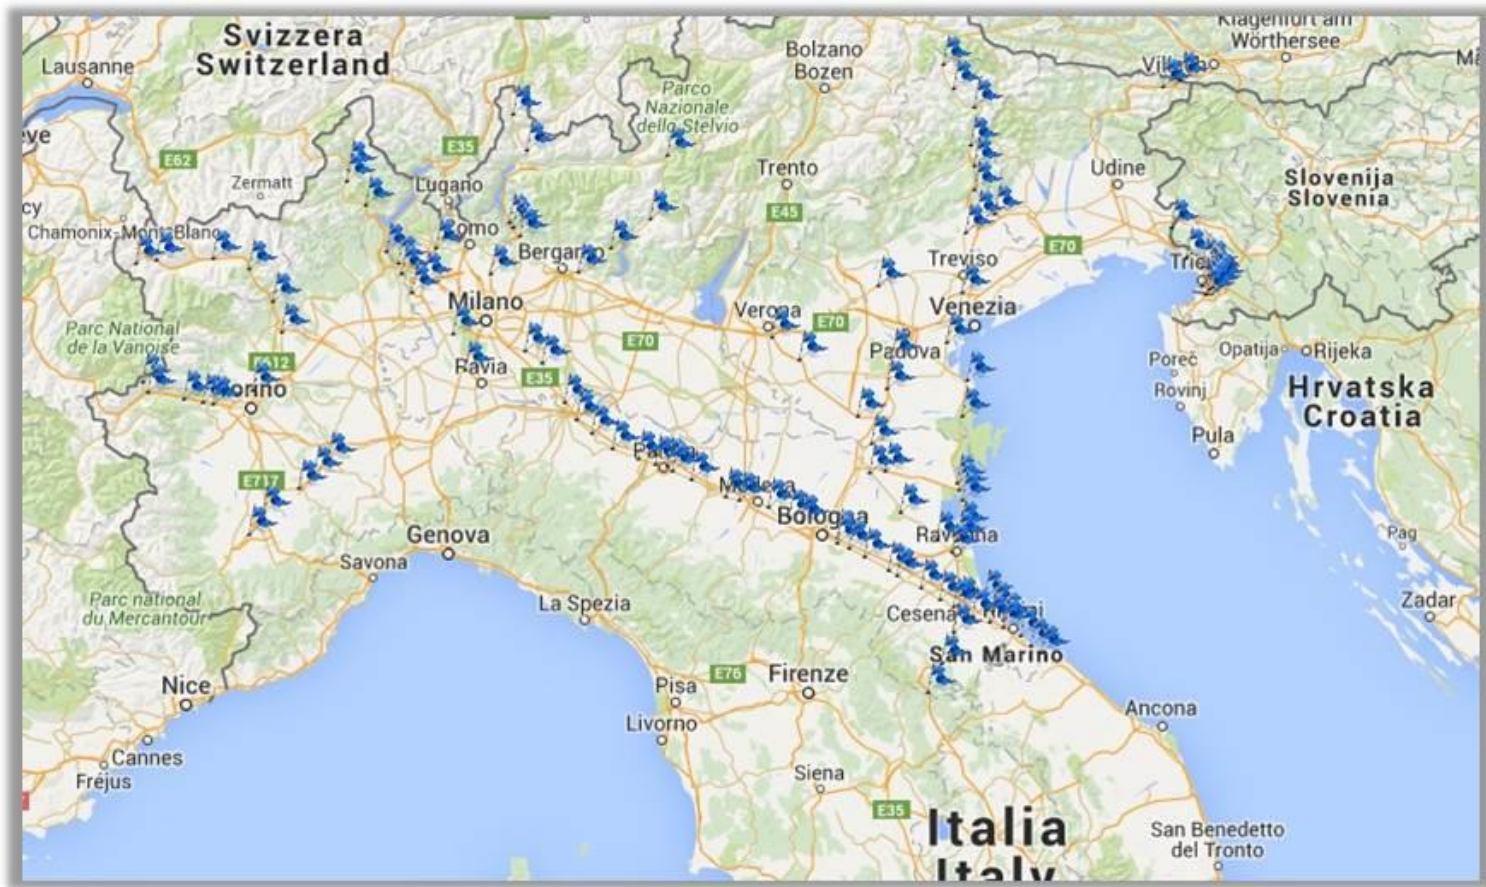 Svizzera
Switzerland
Lausanne
Klagenfurt am
Wörthersee
Bolzano
Bozen
Parco
Nazionale
dello Stelvio
E35
E62
Zermatt
Lugano
Trento
Udine
Slovenija
Slovenia
E45
Chamonix-Mont-Blanc
Como
Bergamo
E70
Treviso
Milano
Verona
E70
Venezia
Parc National
de la Vanoise
E70
Padova
Opatija
Rijeka
Poreč
Pavia
E35
Rovinj
Hrvatska
Croatia
Pula
E717
Genova
Bologna
Ravenna
Pag
Savona
La Spezia
Cesena
Zadar
Parc national
du Mercantour
San Marino
E76
Firenze
Nice
Pisa
Livorno
Ancona
Cannes
Fréjus
Siena
E35
Italia
Italy
San Benedetto
del Tronto